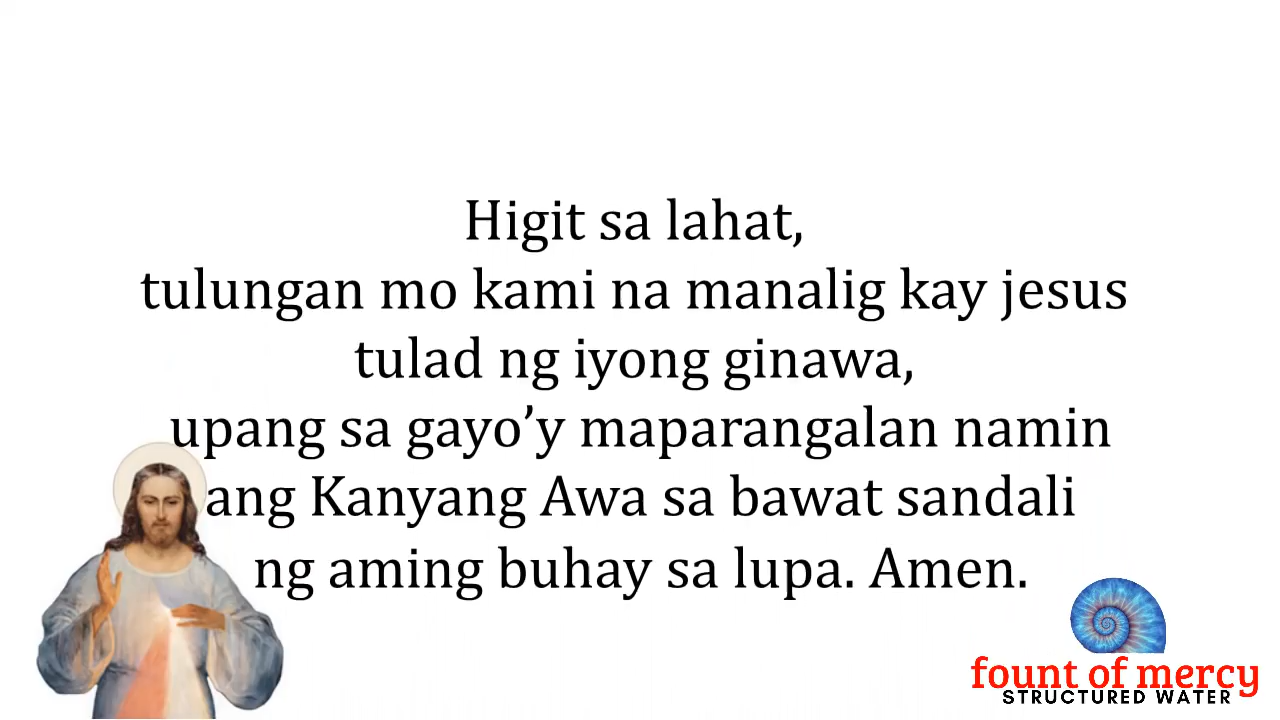 Higit sa lahat,
tulungan mo kami na manalig kay jesus
tulad ng iyong ginawa,
upang sa gayo’y maparangalan namin
ang Kanyang Awa sa bawat sandali
ng aming buhay sa lupa. Amen.
fount of mercy
STRUCTURED WATER